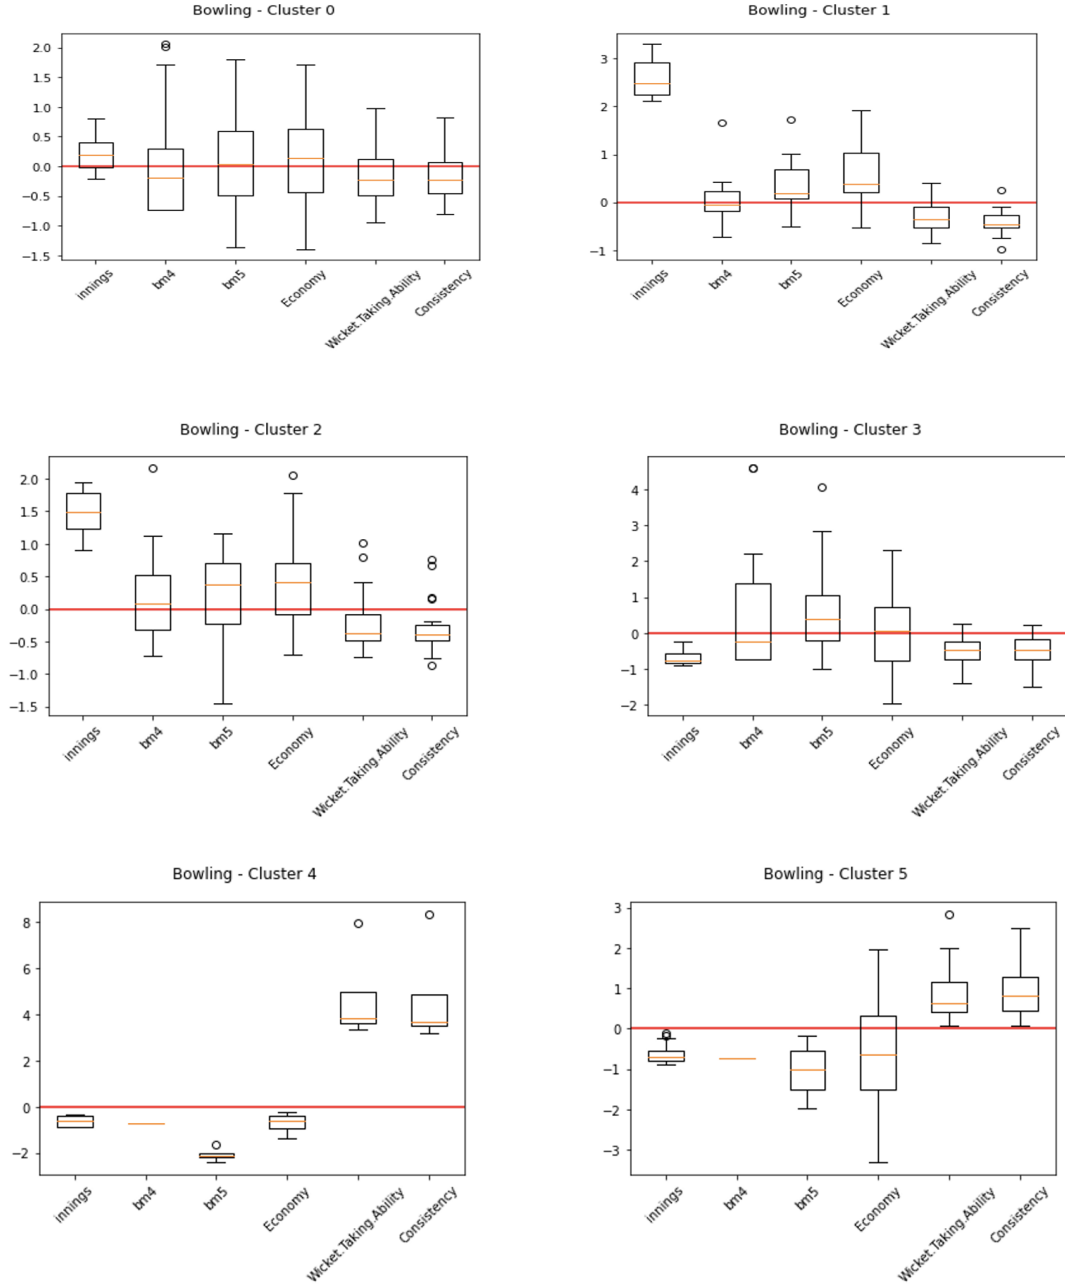 Bowling - Cluster 0
2.0
1.5
1.0
0.5
0.0
−0.5
−1.0
−1.5
innings
bm4
bm5
Economy
Wicket.Taking.Ability
Consistency
Bowling - Cluster 1
3
2
1
0
−1
innings
bm4
bm5
Economy
Wicket.Taking.Ability
Consistency
Bowling - Cluster 2
2.0
1.5
1.0
0.5
0.0
−0.5
−1.0
−1.5
innings
bm4
bm5
Economy
Wicket.Taking.Ability
Consistency
Bowling - Cluster 3
4
3
2
1
0
−1
−2
innings
bm4
bm5
Economy
Wicket.Taking.Ability
Consistency
Bowling - Cluster 4
8
6
4
2
0
−2
innings
bm4
bm5
Economy
Wicket.Taking.Ability
Consistency
Bowling - Cluster 5
3
2
1
0
−1
−2
−3
innings
bm4
bm5
Economy
Wicket.Taking.Ability
Consistency